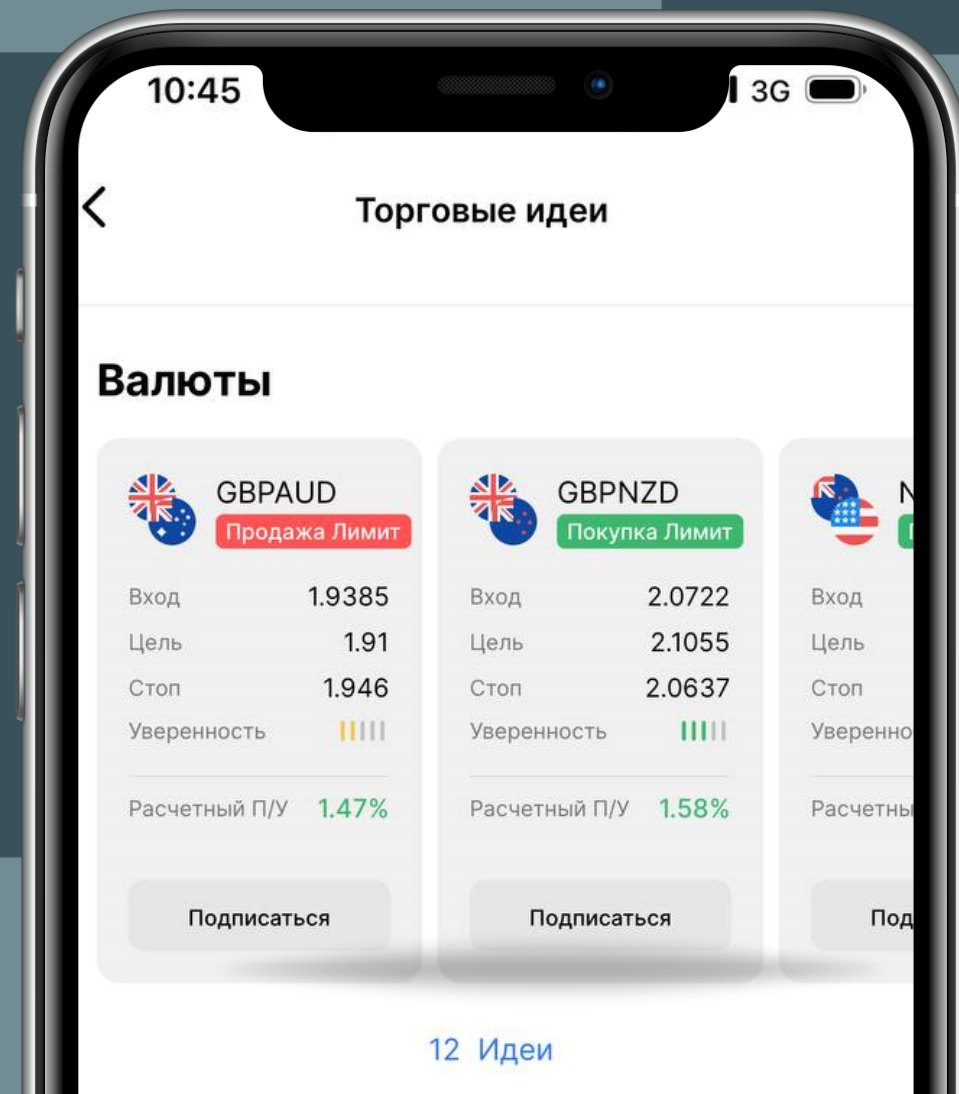 10:45
3G
Торговые идеи
Валюты
GBPAUD
Продажа Лимит
Вход 1.9385
Цель 1.91
Стоп 1.946
Уверенность
Расчетный П/У 1.47%
Подписаться
GBPNZD
Покупка Лимит
Вход 2.0722
Цель 2.1055
Стоп 2.0637
Уверенность
Расчетный П/У 1.58%
Подписаться
Вход
Цель
Стоп
12 Идеи